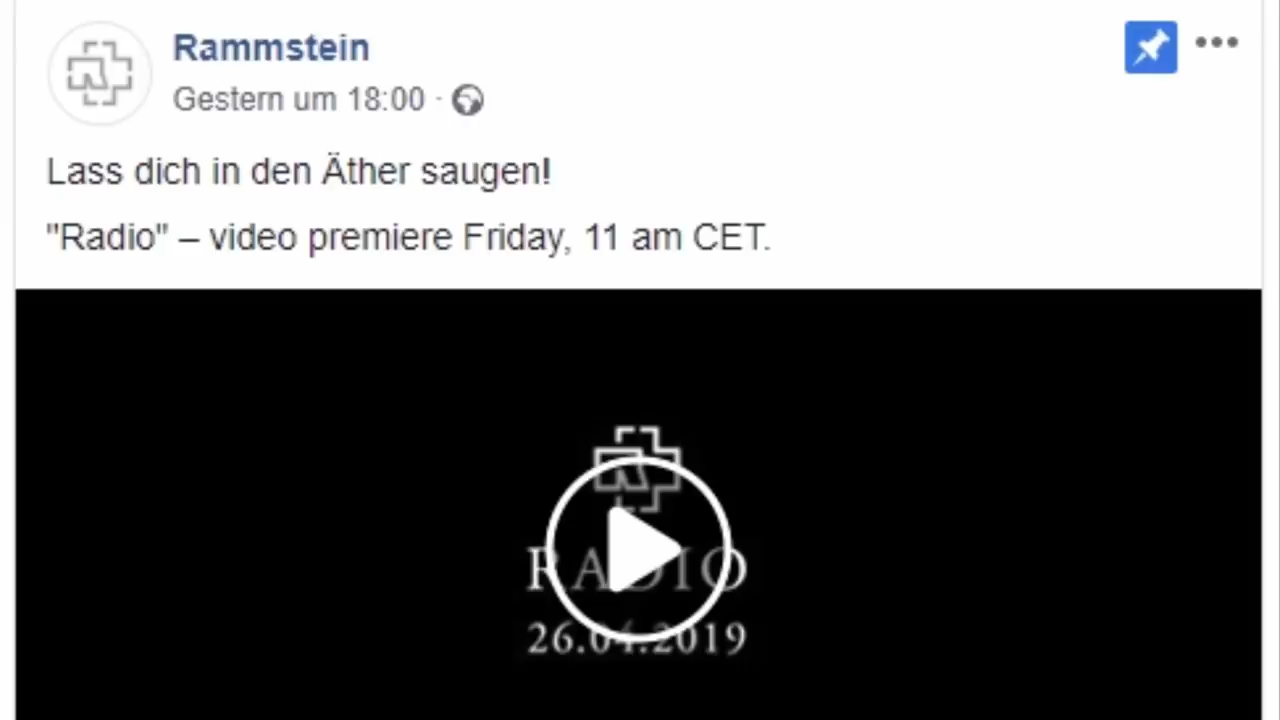 Rammstein
Gestern um 18:00 ·
Lass dich in den Äther saugen!
"Radio" – video premiere Friday, 11 am CET.
RADIO
26.04.2019